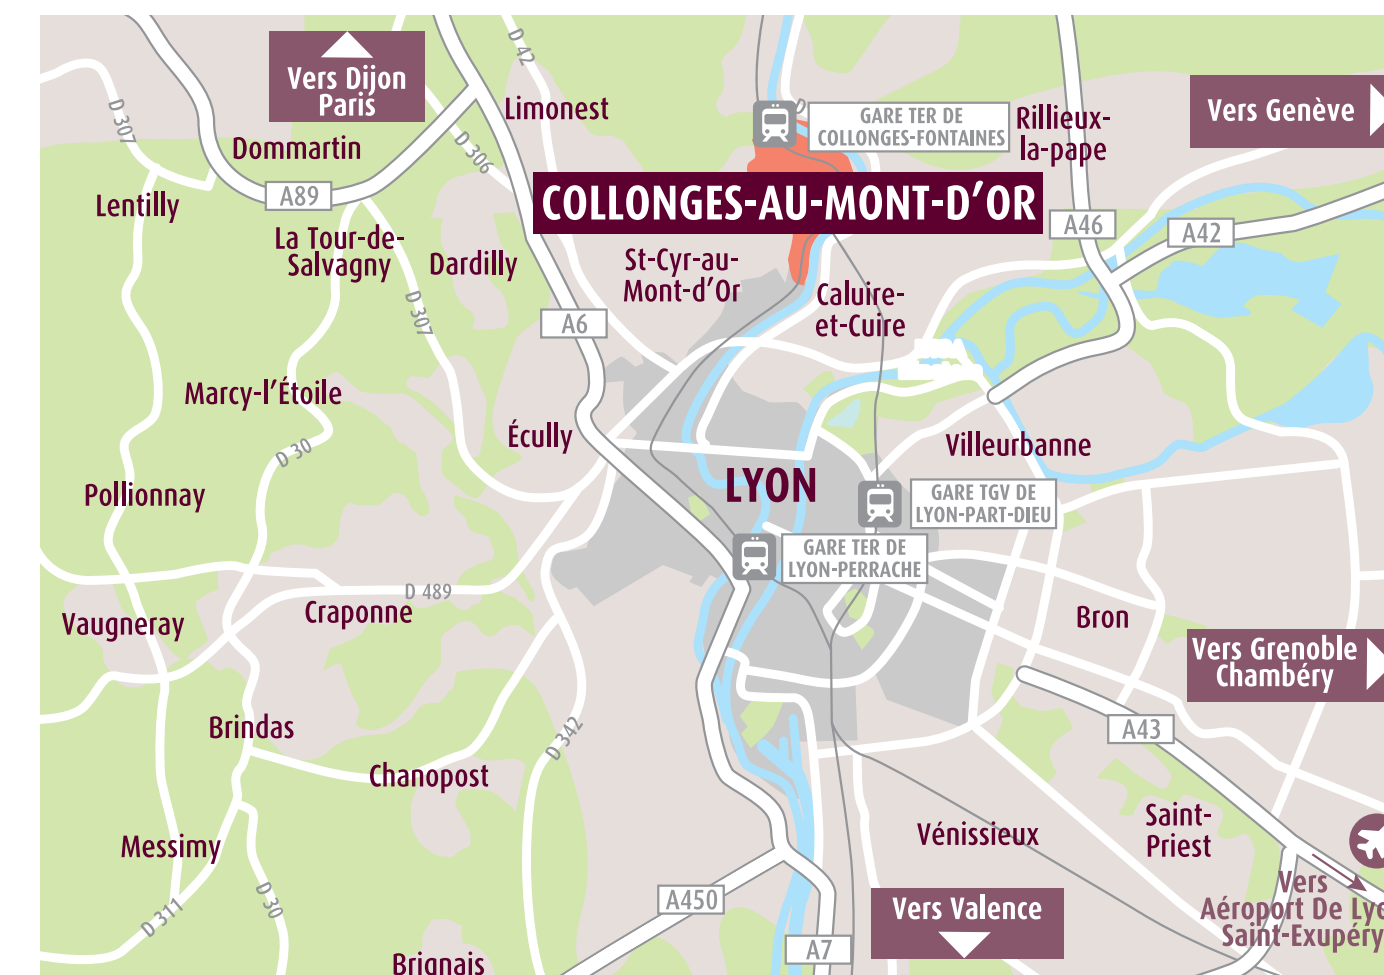 D 42
Vers Dijon
Paris
D 307
Limonest
GARE TER DE
COLLONGES-FONTAINES
Rillieux-
la-pape
Vers Genève
Dommartin
D 306
A89
Lentilly
COLLONGES-AU-MONT-D'OR
A46
A42
La Tour-de-
Salvagny
Dardilly
St-Cyr-au-
Mont-d'Or
Caluire-
et-Cuire
D 307
A6
Marcy-l'Étoile
D 30
Écully
Villeurbanne
LYON
Pollionnay
GARE TGV DE
LYON-PART-DIEU
GARE TER DE
LYON-PERRACHE
D 489
Craponne
Vaugneray
Bron
Vers Grenoble
Chambéry
Brindas
D 342
A43
Chanopost
Messimy
Vénissieux
Saint-
Priest
D 311
D 30
A450
Vers Valence
Vers
Aéroport De Lyo
Saint-Exupéry
A7
Brignais